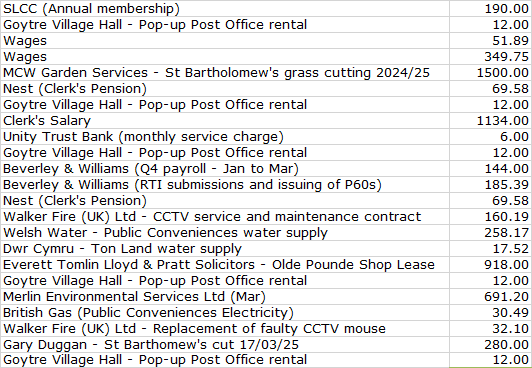 SLCC (Annual membership) 190.00
Goytre Village Hall - Pop-up Post Office rental 12.00
Wages 51.89
Wages 349.75
MCW Garden Services - St Bartholomew's grass cutting 2024/25 1500.00
Nest (Clerk's Pension) 69.58
Goytre Village Hall - Pop-up Post Office rental 12.00
Clerk's Salary 1134.00
Unity Trust Bank (monthly service charge) 6.00
Goytre Village Hall - Pop-up Post Office rental 12.00
Beverley & Williams (Q4 payroll - Jan to Mar) 144.00
Beverley & Williams (RTI submissions and issuing of P60s) 185.39
Nest (Clerk's Pension) 69.58
Walker Fire (UK) Ltd - CCTV service and maintenance contract 160.19
Welsh Water - Public Conveniences water supply 258.17
Dwr Cymru - Ton Land water supply 17.52
Everett Tomlin Lloyd & Pratt Solicitors - Olde Pounde Shop Lease 918.00
Goytre Village Hall - Pop-up Post Office rental 12.00
Merlin Environmental Services Ltd (Mar) 691.20
British Gas (Public Conveniences Electricity) 30.49
Walker Fire (UK) Ltd - Replacement of faulty CCTV mouse 32.10
Gary Duggan - St Barthomew's cut 17/03/25 280.00
Goytre Village Hall - Pop-up Post Office rental 12.00